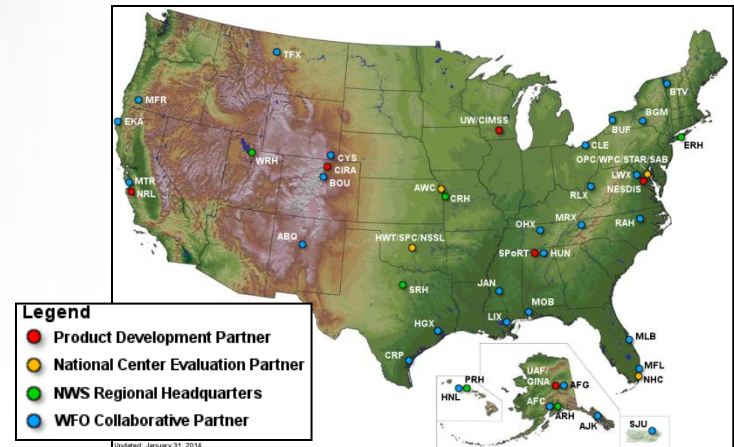 TFX
BTV
MFR
UW/CIMSS
BGM
EKA
BUF
ERH
CLE
WRH
CYS
OPC/WPC/STAR/SAB
CIRA
LWX
MTR
BOU
AWC
NESDIS
NRL
CRH
RLX
RAH
MRX
OHX
ABQ
HWT/SPC/NSSL
SPoRT
HUN
SRH
JAN
MOB
HGX
LIX
MLB
CRP
MFL
UAF/
GINA
AFG
NHC
PRH
HNL
AFC
ARH
AJK
SJU
Legend
Product Development Partner
National Center Evaluation Partner
NWS Regional Headquarters
WFO Collaborative Partner
Updated: January 31, 2014